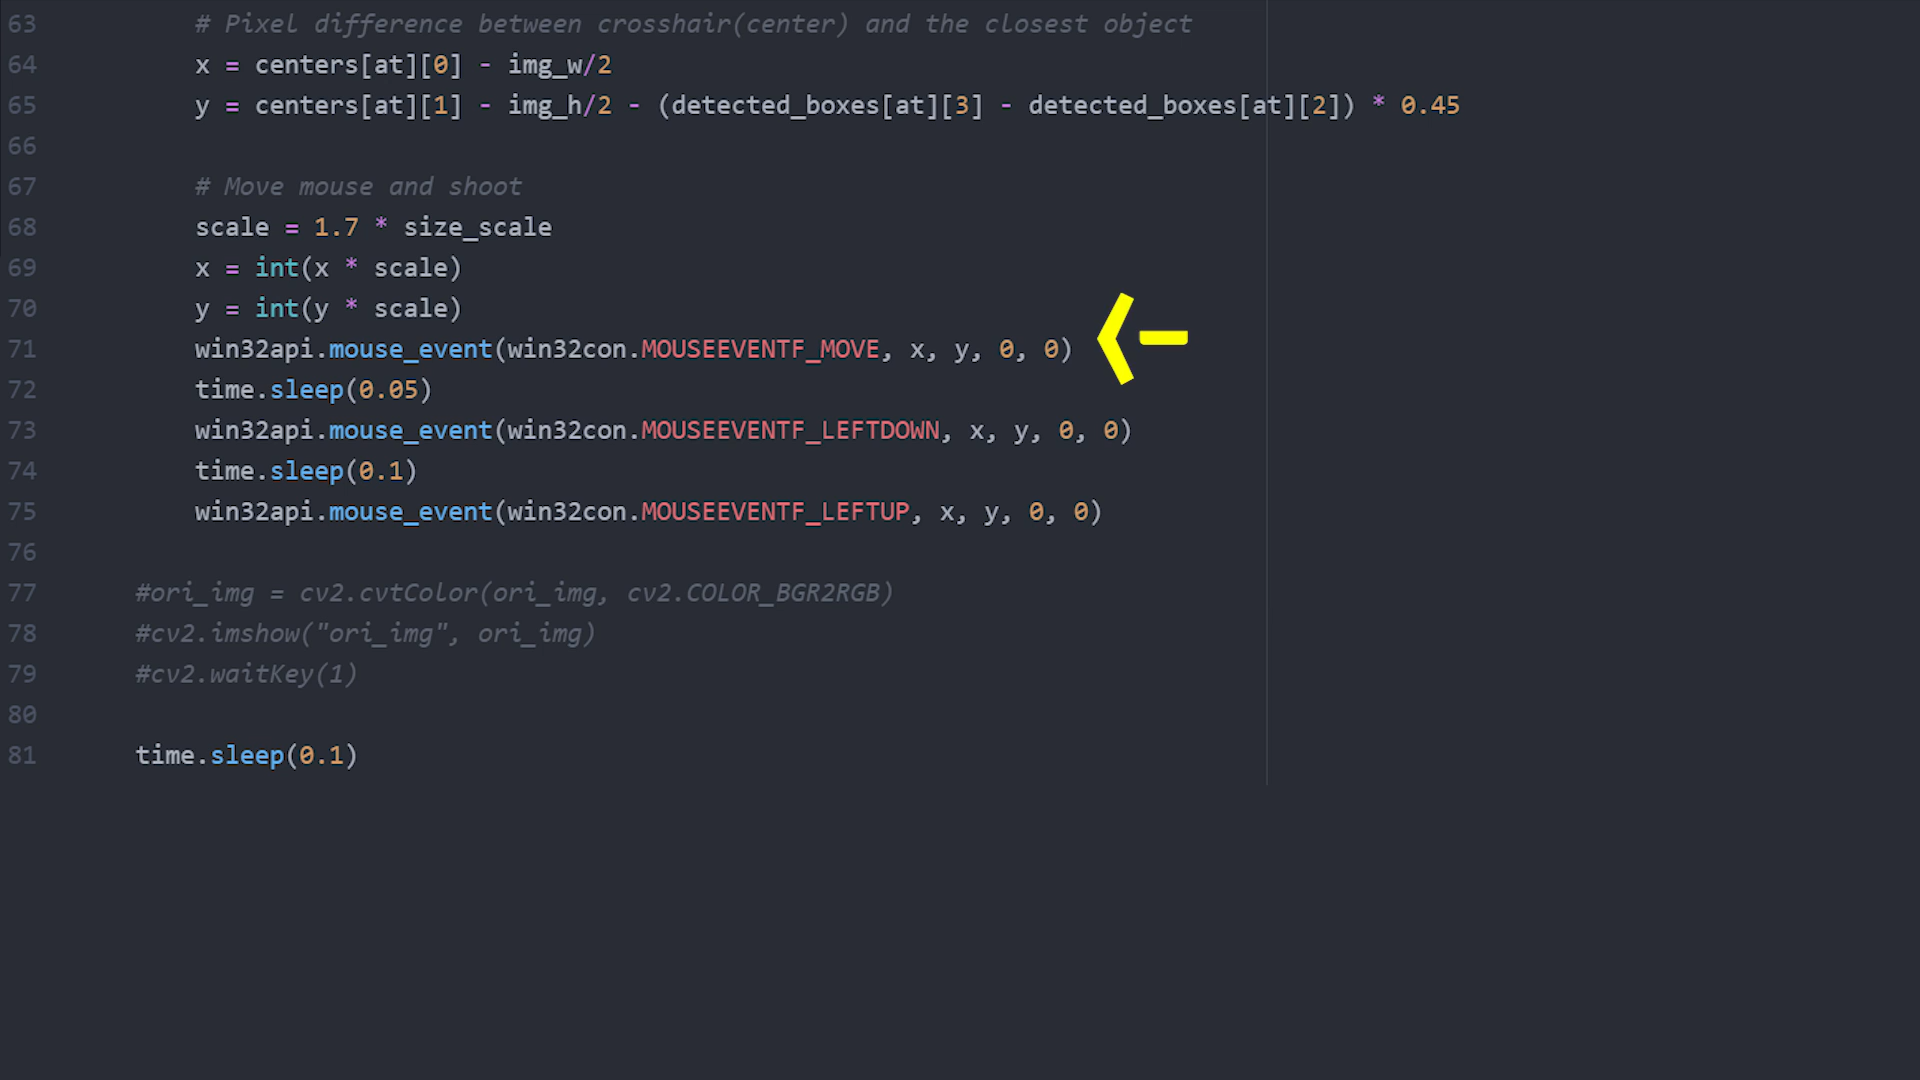 63 # Pixel difference between crosshair(center) and the closest object
64 x = centers[at][0] - img_w/2
65 y = centers[at][1] - img_h/2 - (detected_boxes[at][3] - detected_boxes[at][2]) * 0.45
66
67 # Move mouse and shoot
68 scale = 1.7 * size_scale
69 x = int(x * scale)
70 y = int(y * scale)
71 win32api.mouse_event(win32con.MOUSEEVENTF_MOVE, x, y, 0, 0)
72 time.sleep(0.05)
73 win32api.mouse_event(win32con.MOUSEEVENTF_LEFTDOWN, x, y, 0, 0)
74 time.sleep(0.1)
75 win32api.mouse_event(win32con.MOUSEEVENTF_LEFTUP, x, y, 0, 0)
76
77 #ori_img = cv2.cvtColor(ori_img, cv2.COLOR_BGR2RGB)
78 #cv2.imshow("ori_img", ori_img)
79 #cv2.waitKey(1)
80
81 time.sleep(0.1)